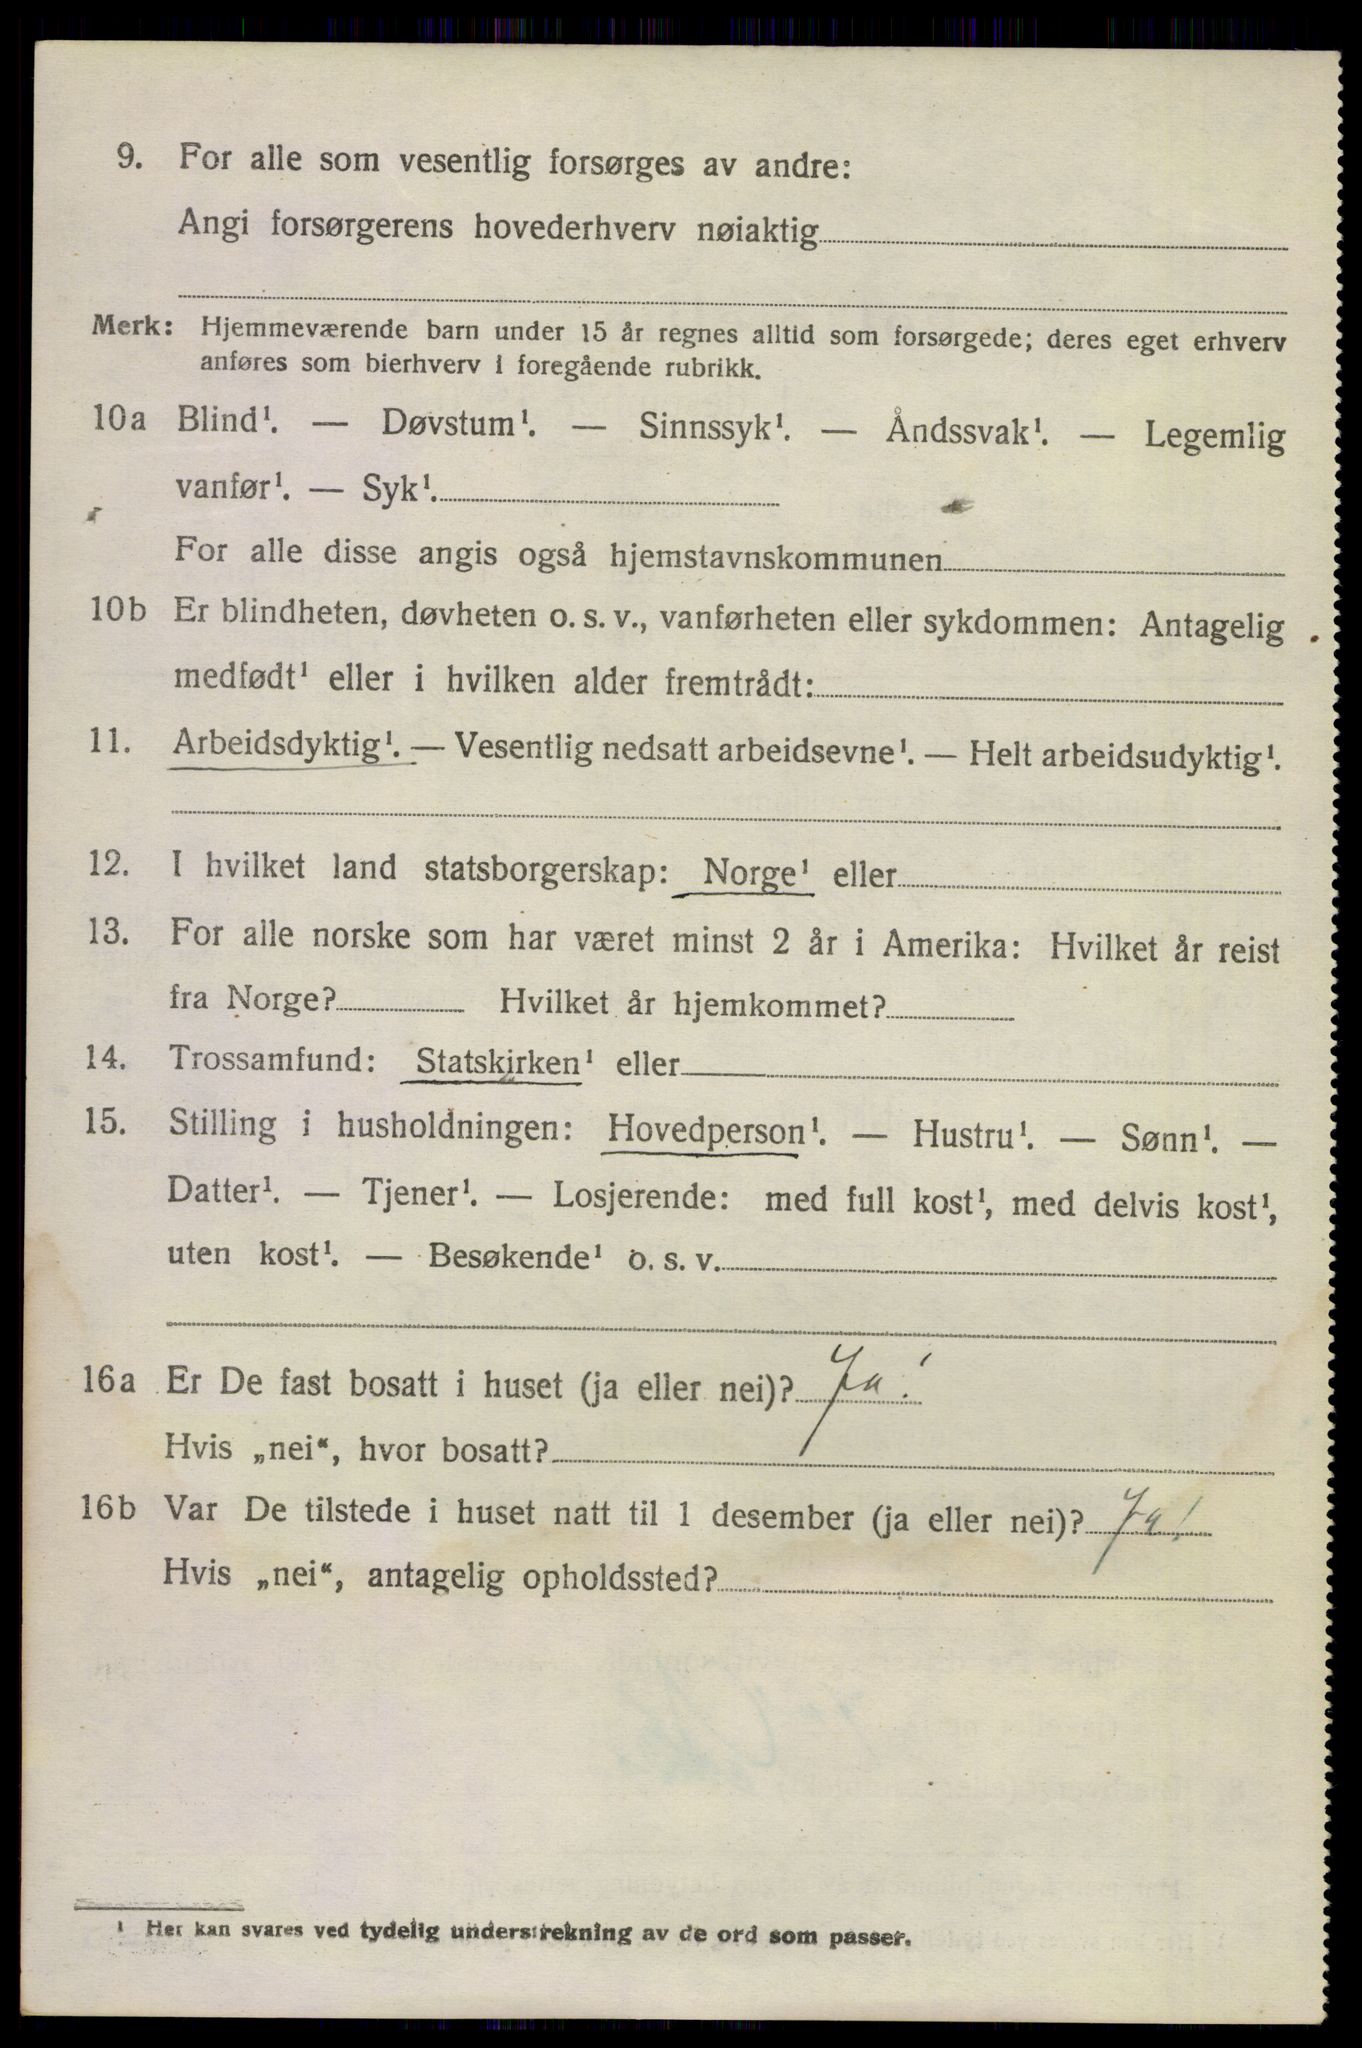 9. For alle som vesentlig forsørges av andre:
Angi forsørgerens hovederhverv nøiaktig
Merk: Hjemmeværende barn under 15 år regnes alltid som forsørgede; deres eget erhverv
anføres som bierhverv i foregående rubrikk.
10a Blind¹. — Døvstum¹. — Sinnssyk¹. — Åndssvak¹. — Legemlig
vanfør¹. — Syk¹.
For alle disse angis også hjemstavnskommunen
10b Er blindheten, døvheten o. s. v., vanførheten eller sykdommen: Antagelig
medfødt¹ eller i hvilken alder fremtrådt:
11. Arbeidsdyktig¹. — Vesentlig nedsatt arbeidsevne¹. — Helt arbeidsudyktig¹.
12. I hvilket land statsborgerskap: Norge¹ eller
13. For alle norske som har været minst 2 år i Amerika: Hvilket år reist
fra Norge? Hvilket år hjemkommet?
14. Trossamfund: Statskirken¹ eller
15. Stilling i husholdningen: Hovedperson¹. — Hustru¹. — Sønn¹. —
Datter¹. — Tjener¹. — Losjerende: med full kost¹, med delvis kost¹,
uten kost¹. — Besøkende¹ o. s. v.
16a Er De fast bosatt i huset (ja eller nei)? Ja!
Hvis „nei“, hvor bosatt?
16b Var De tilstede i huset natt til 1 desember (ja eller nei)? Ja!
Hvis „nei“, antagelig opholdssted?
¹ Her kan svares ved tydelig understrekning av de ord som passer.